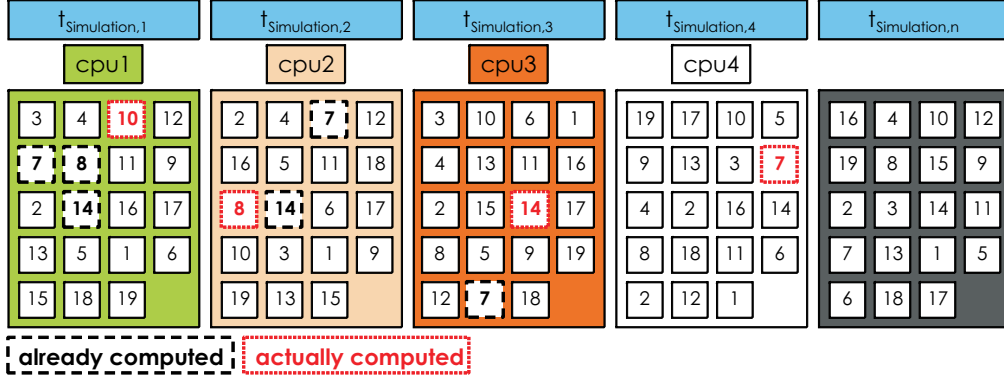 t Simulation,1 t Simulation,2 t Simulation,3 t Simulation,4 t Simulation,n
cpu1 cpu2 cpu3 cpu4
3 4 10 12 2 4 7 12 3 10 6 1 19 17 10 5 16 4 10 12
7 8 11 9 16 5 11 18 4 13 11 16 9 13 3 7 19 8 15 9
2 14 16 17 8 14 6 17 2 15 14 17 4 2 16 14 2 3 14 11
13 5 1 6 10 3 1 9 8 5 9 19 8 18 11 6 7 13 1 5
15 18 19 19 13 15 12 7 18 2 12 1 6 18 17
already computed actually computed